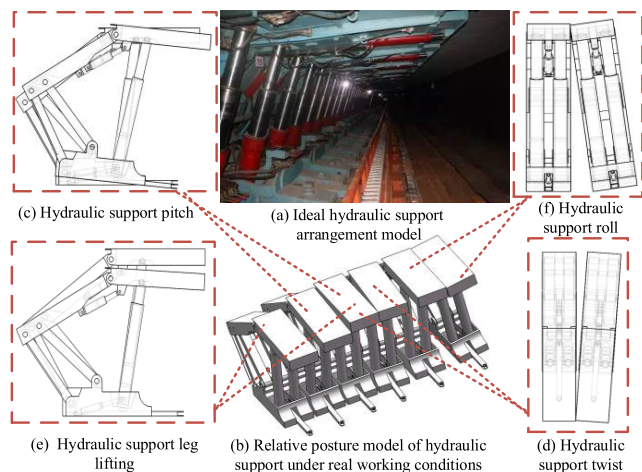 (c) Hydraulic support pitch
(a) Ideal hydraulic support
arrangement model
(f) Hydraulic
support roll
(e) Hydraulic support leg
lifting
(b) Relative posture model of hydraulic
support under real working conditions
(d) Hydraulic
support twist